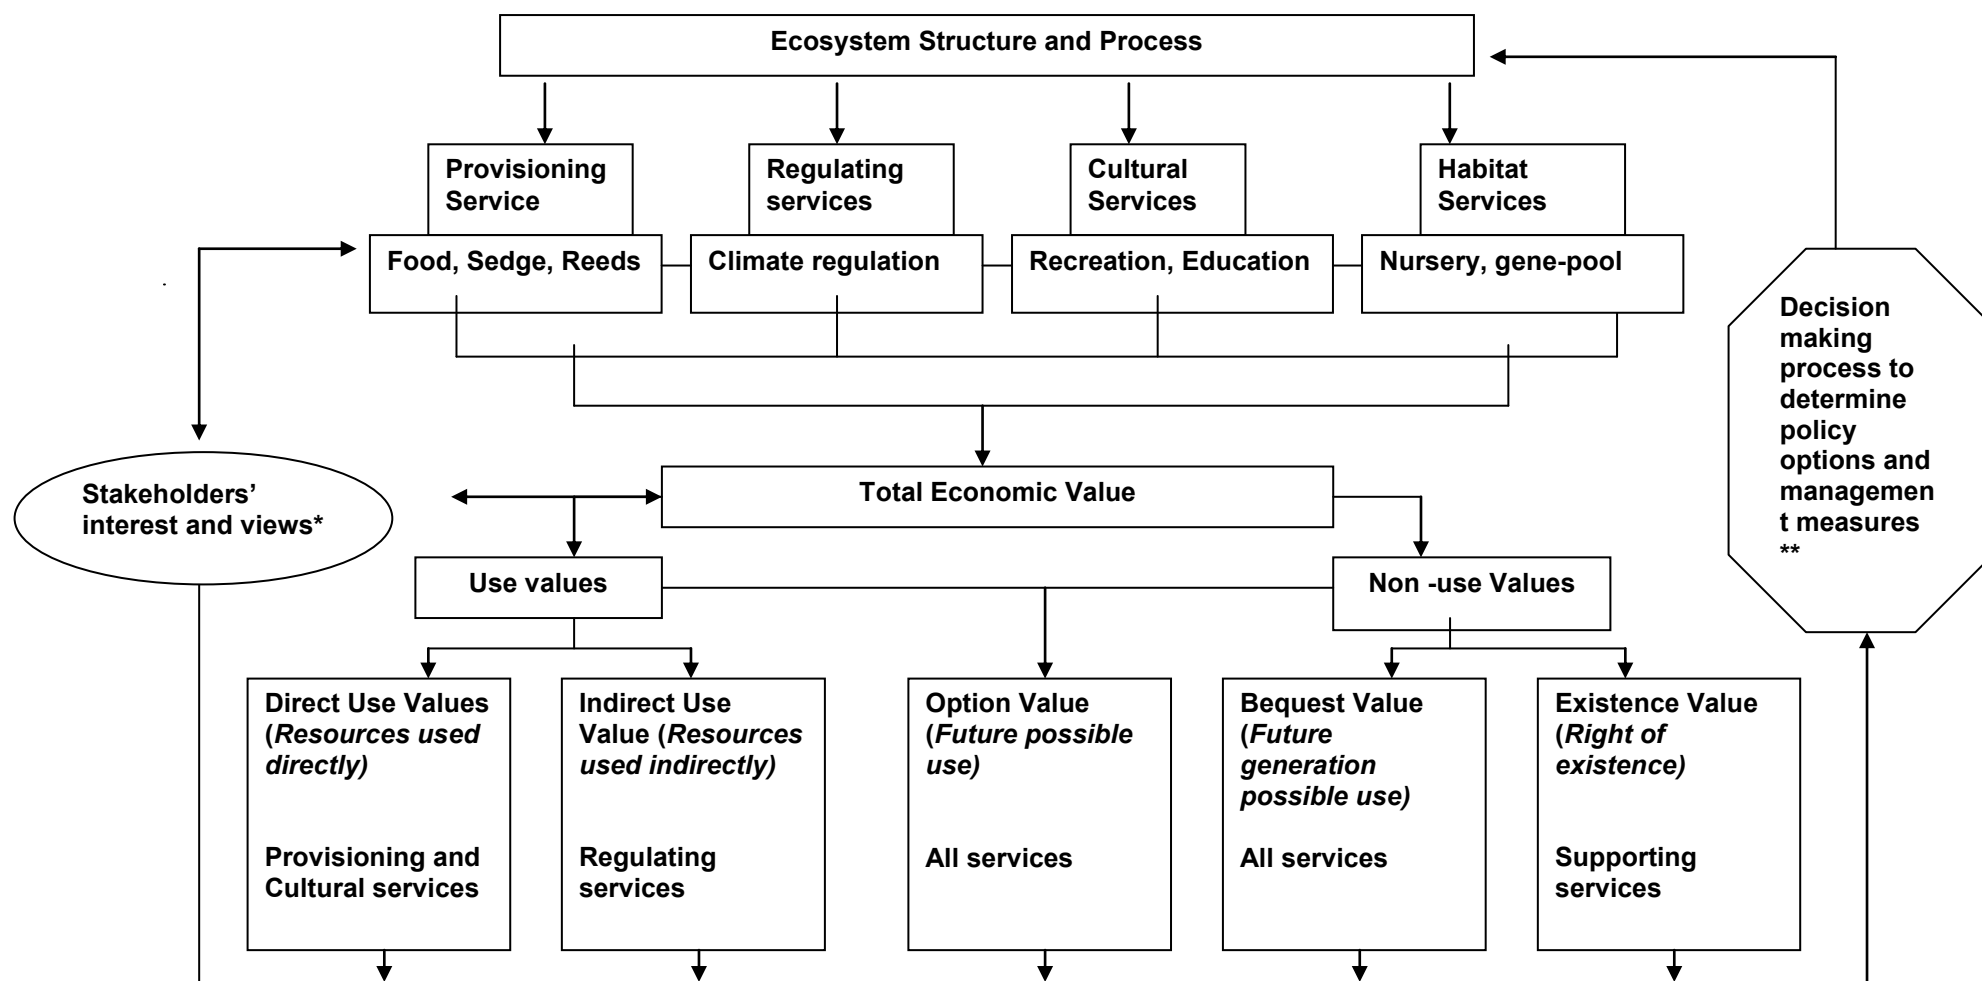 Ecosystem Structure and Process
Provisioning
Service
Regulating
services
Cultural
Services
Habitat
Services
Food, Sedge, Reeds
Climate regulation
Recreation, Education
Nursery, gene-pool
Decision
making
process to
determine
policy
options and
managemen
t measures
**
Stakeholders’
interest and views*
Total Economic Value
Use values
Non -use Values
Direct Use Values
(Resources used
directly)
Provisioning and
Cultural services
Indirect Use
Value (Resources
used indirectly)
Regulating
services
Option Value
(Future possible
use)
All services
Bequest Value
(Future
generation
possible use)
All services
Existence Value
(Right of
existence)
Supporting
services